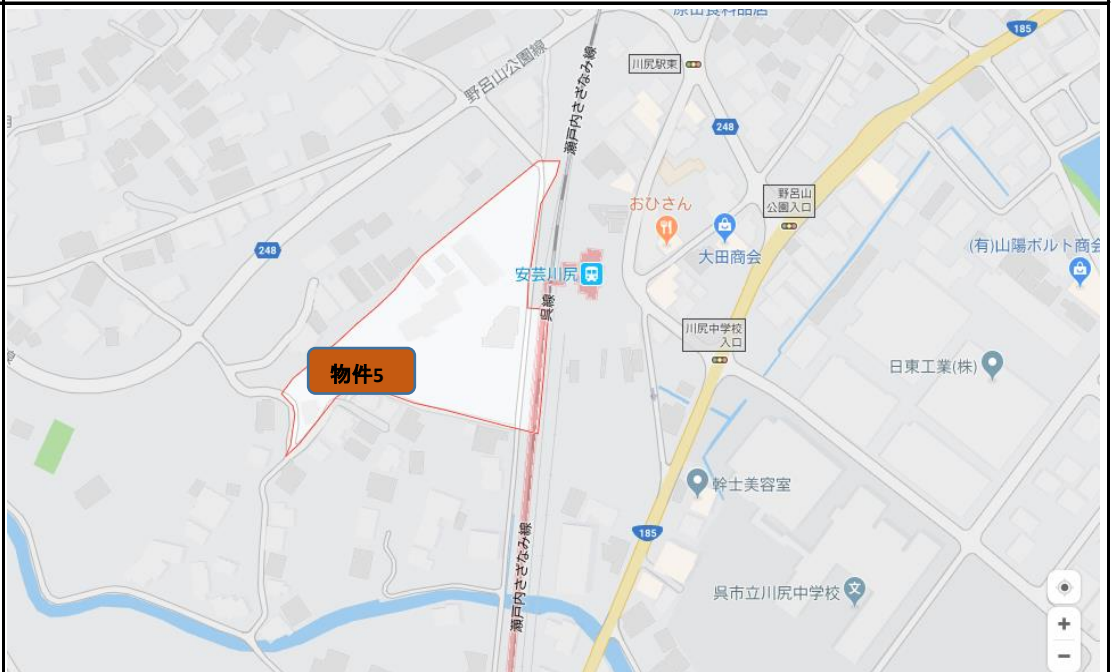 原田食料品店
185
瀬戸内さざなみ線
野呂山公園線
川尻駅東
248
野呂山
公園入口
おひさん
大田商会
(有)山陽ボルト商会
248
安芸川尻
呉線
川尻中学校
入口
物件5
日東工業(株)
幹士美容室
185
瀬戸内さざなみ線
呉市立川尻中学校
文
+
−